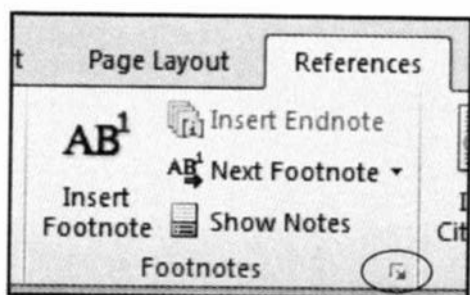 t Page Layout References
AB1
Insert Footnote
Insert Endnote
AB1 Next Footnote
Show Notes
Footnotes
I
Cit